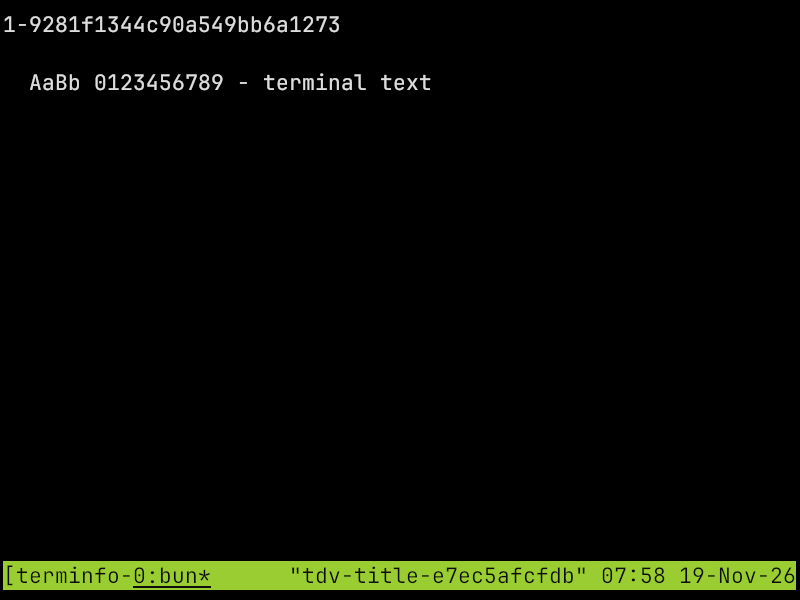 1-9281f1344c90a549bb6a1273
AaBb 0123456789 - terminal text
[terminfo-0:bun* "tdv-title-e7ec5afcfdb" 07:58 19-Nov-26